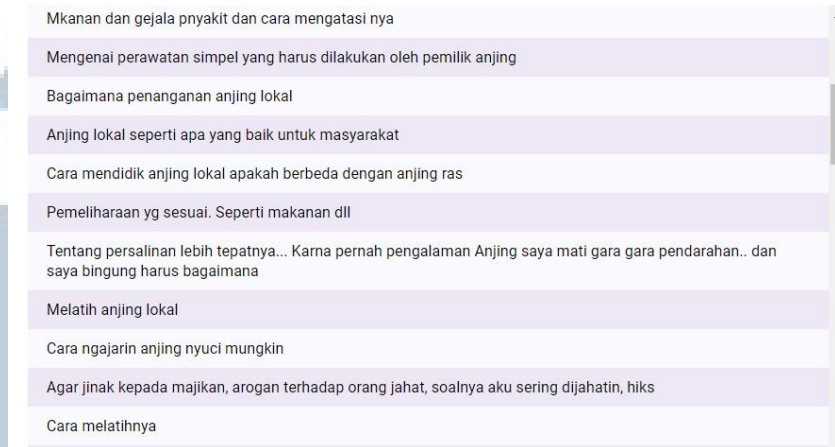 Mkanan dan gejala pnyakit dan cara mengatasi nya
Mengenai perawatan simpel yang harus dilakukan oleh pemilik anjing
Bagaimana penanganan anjing lokal
Anjing lokal seperti apa yang baik untuk masyarakat
Cara mendidik anjing lokal apakah berbeda dengan anjing ras
Pemeliharaan yg sesuai. Seperti makanan dll
Tentang persalinan lebih tepatnya... Karna pernah pengalaman Anjing saya mati gara gara pendarahan.. dan
saya bingung harus bagaimana
Melatih anjing lokal
Cara ngajarin anjing nyuci mungkin
Agar jinak kepada majikan, arogan terhadap orang jahat, soalnya aku sering dijahatin, hiks
Cara melatihnya